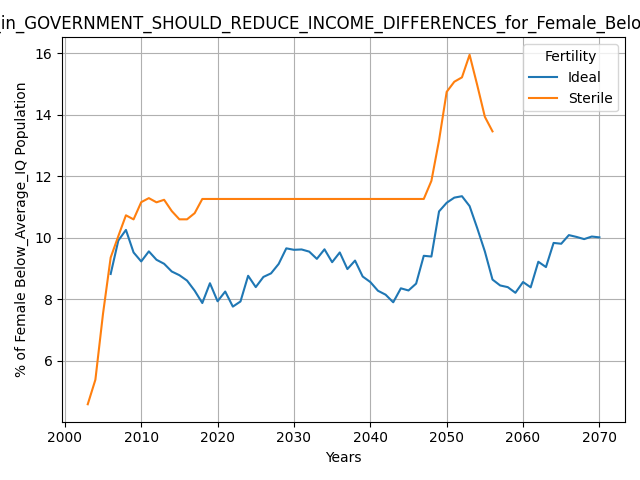 _in_GOVERNMENT_SHOULD_REDUCE_INCOME_DIFFERENCES_for_Female_Belo
Fertility
Ideal
Sterile
% of Female Below_Average_IQ Population
16
14
12
10
8
6
2000 2010 2020 2030 2040 2050 2060 2070
Years